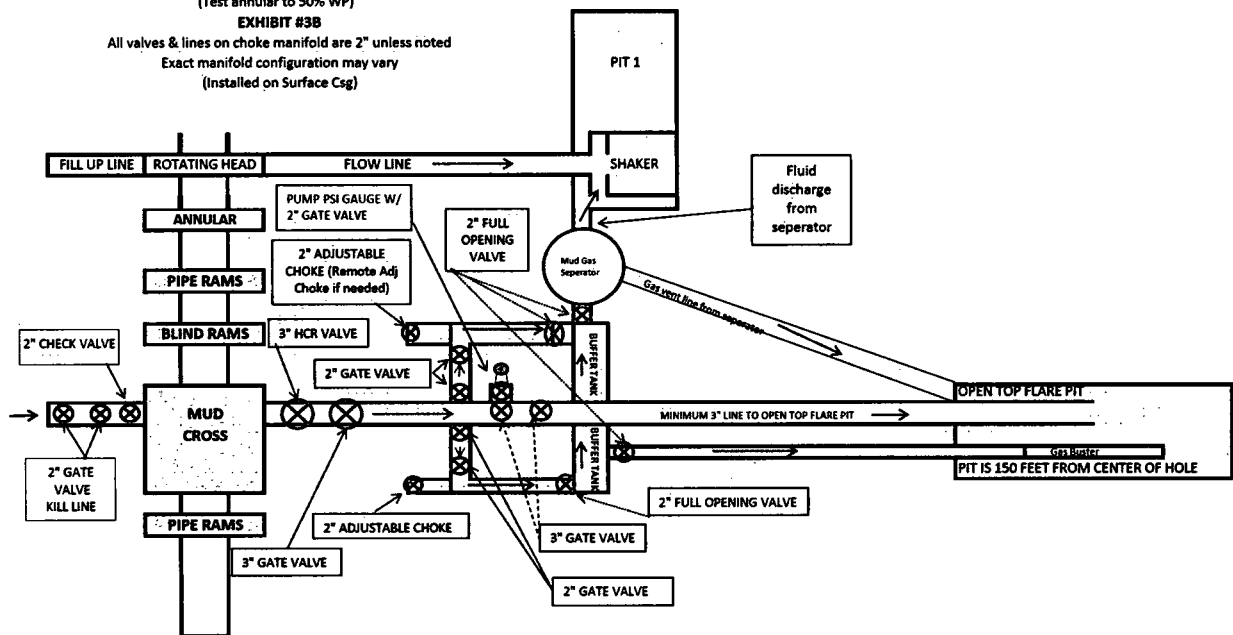 (Test annular to 50% WP)
EXHIBIT #3B
All valves & lines on choke manifold are 2" unless noted
Exact manifold configuration may vary
(Installed on Surface Csg)
PIT 1
FILL UP LINE
ROTATING HEAD
FLOW LINE
SHAKER
Fluid
discharge
from
seperator
PUMP PSI GAUGE W/
2" GATE VALVE
ANNULAR
2" FULL
OPENING
VALVE
2" ADJUSTABLE
CHOKE (Remote Adj
Choke if needed)
Mud Gas
Seperator
PIPE RAMS
Gas vent line from separator
BLIND RAMS
3" HCR VALVE
2" CHECK VALVE
2" GATE VALVE
BUFFER TANK
OPEN TOP FLARE PIT
MUD
CROSS
MINIMUM 3" LINE TO OPEN TOP FLARE PIT
BUFFER TANK
Gas Buster
PIT IS 150 FEET FROM CENTER OF HOLE
2" GATE
VALVE
KILL LINE
2" FULL OPENING VALVE
PIPE RAMS
2" ADJUSTABLE CHOKE
3" GATE VALVE
3" GATE VALVE
2" GATE VALVE